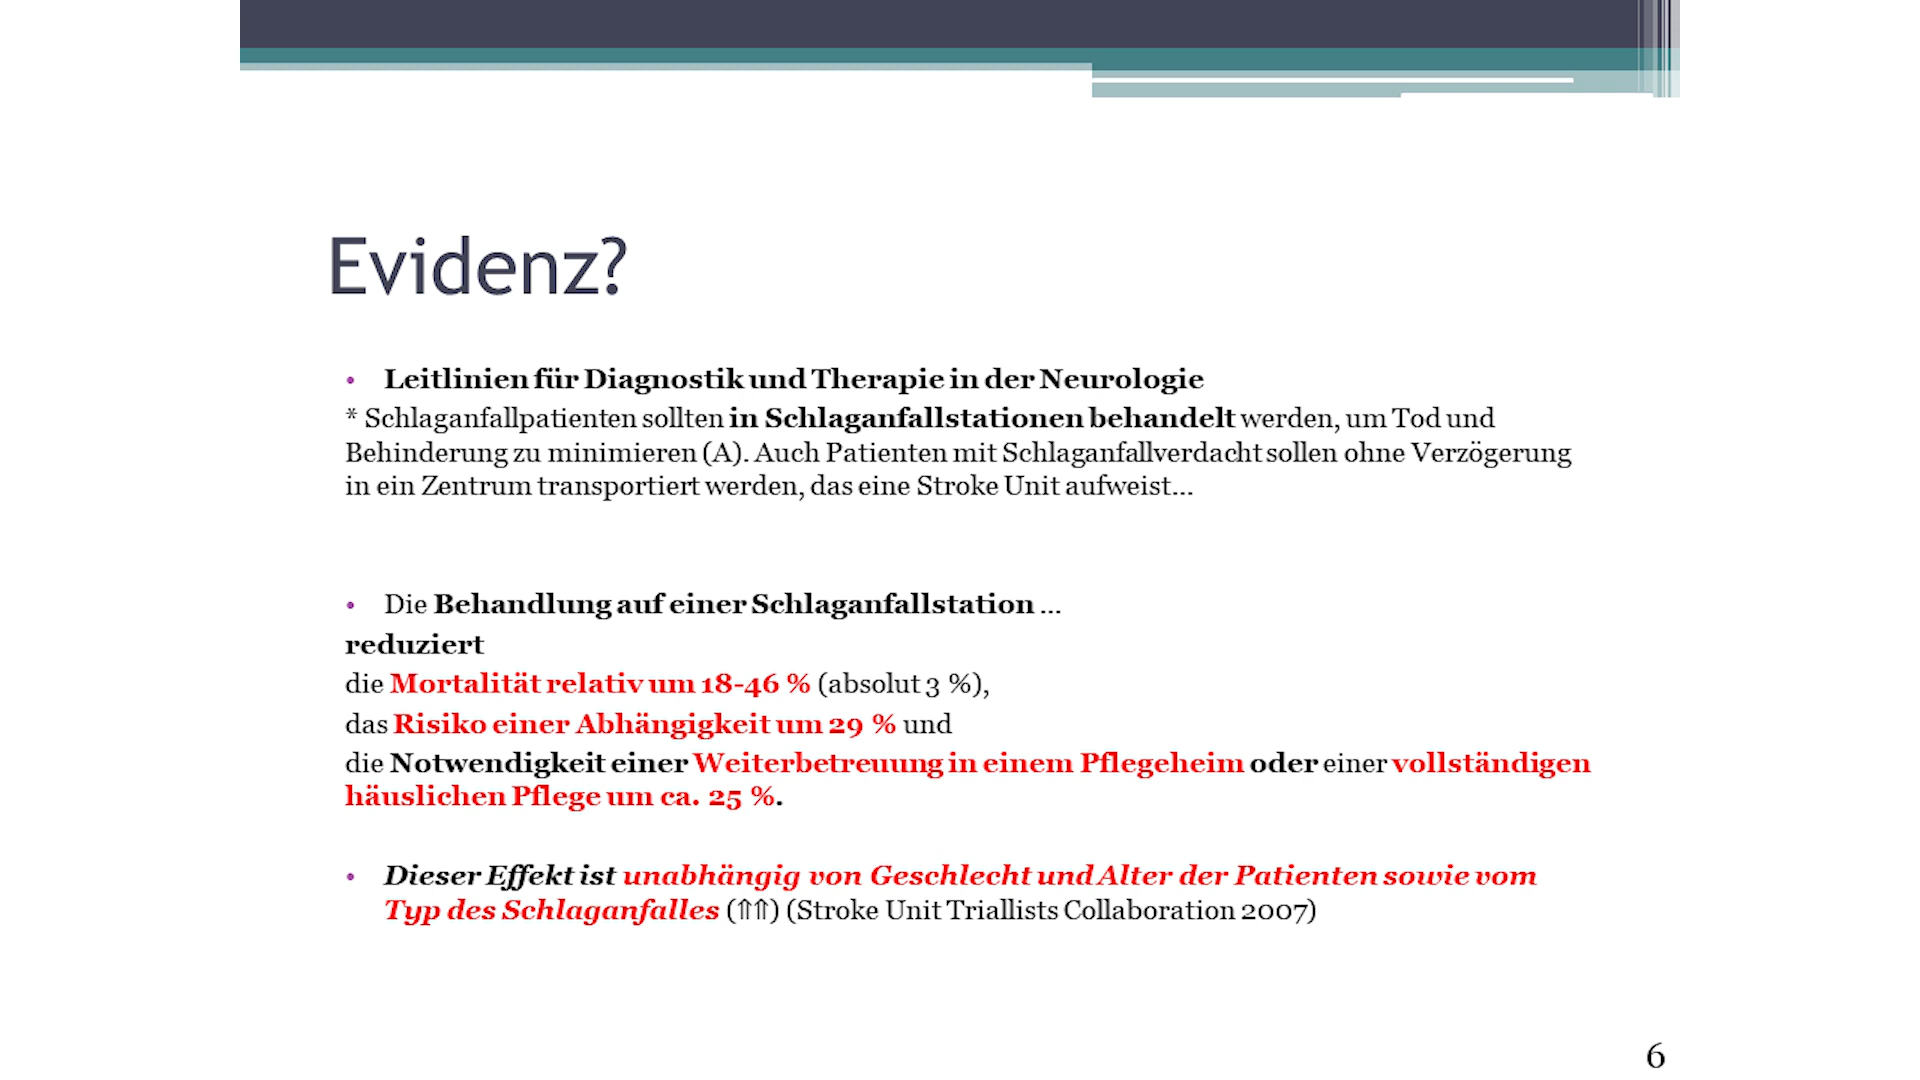 Evidenz?
• Leitlinien für Diagnostik und Therapie in der Neurologie
* Schlaganfallpatienten sollten in Schlaganfallstationen behandelt werden, um Tod und
Behinderung zu minimieren (A). Auch Patienten mit Schlaganfallverdacht sollen ohne Verzögerung
in ein Zentrum transportiert werden, das eine Stroke Unit aufweist...
• Die Behandlung auf einer Schlaganfallstation ...
reduziert
die Mortalität relativ um 18-46 % (absolut 3 %),
das Risiko einer Abhängigkeit um 29 % und
die Notwendigkeit einer Weiterbetreuung in einem Pflegeheim oder einer vollständigen
häuslichen Pflege um ca. 25 %.
• Dieser Effekt ist unabhängig von Geschlecht und Alter der Patienten sowie vom
Typ des Schlaganfalles (⇑⇑) (Stroke Unit Triallists Collaboration 2007)
6